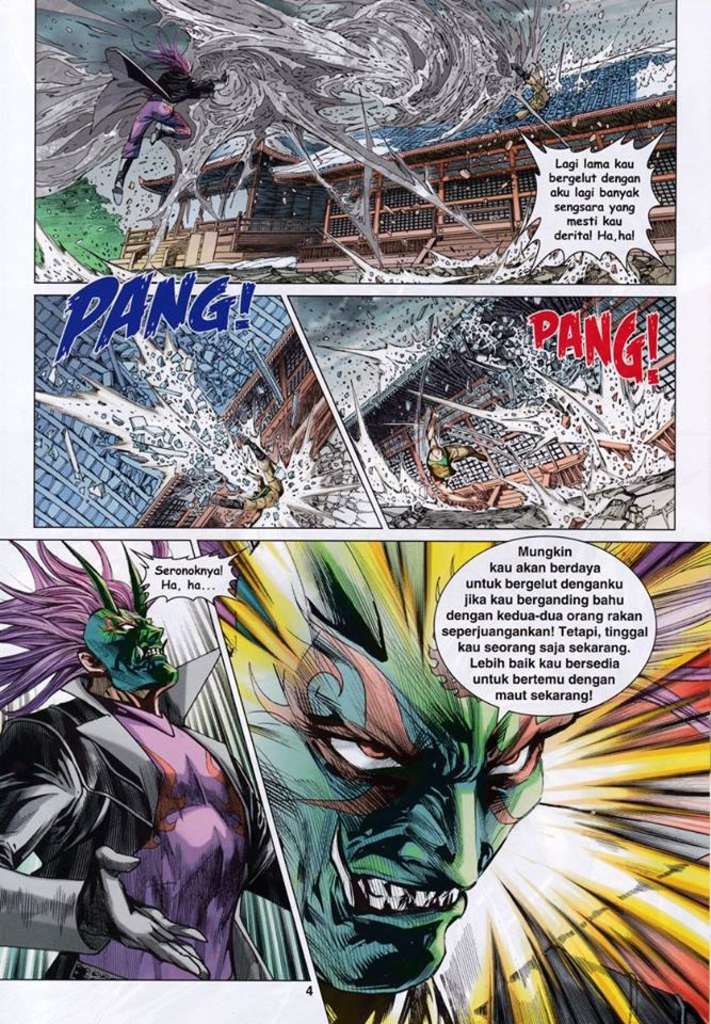 Lagi lama kau
bergelut dengan
aku lagi banyak
sengsara yang
mesti kau
derita! Ha,ha!
PANG!
PANG!
Seronoknya!
Ha, ha...
Mungkin
kau akan berdaya
untuk bergelut denganku
jika kau berganding bahu
dengan kedua-dua orang rakan
seperjuangankan! Tetapi, tinggal
kau seorang saja sekarang.
Lebih baik kau bersedia
untuk bertemu dengan
maut sekarang!
4